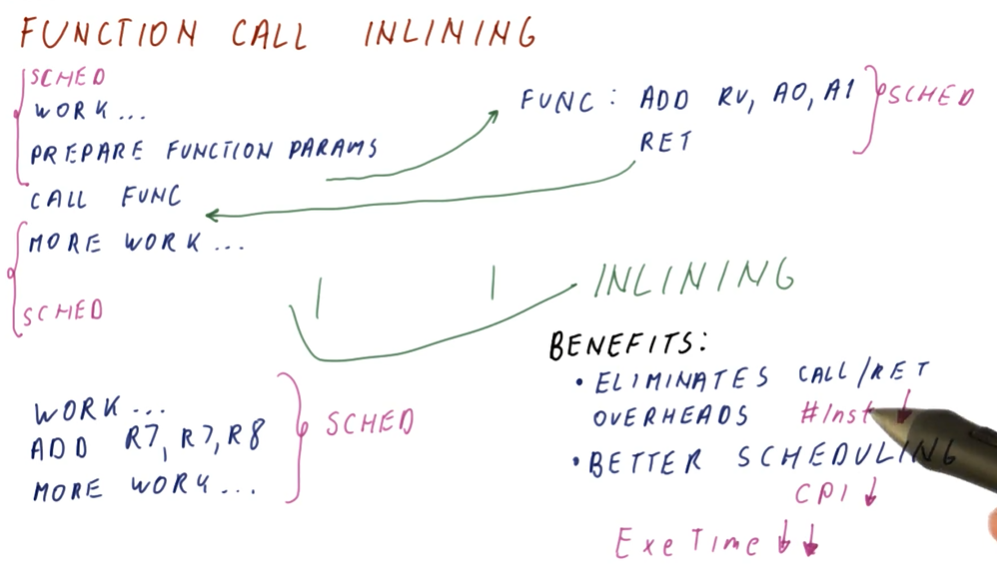 FUNCTION CALL INLINING
SCHED
WORK...
PREPARE FUNCTION PARAMS
CALL FUNC
MORE WORK...
SCHED
FUNC: ADD RV, A0, A1
RET
SCHED
INLINING
WORK...
ADD R7, R7, R8
MORE WORK...
SCHED
BENEFITS:
• ELIMINATES CALL/RET
OVERHEADS #Inst ↓
• BETTER SCHEDULING
CPI ↓
Exe Time ↓↓